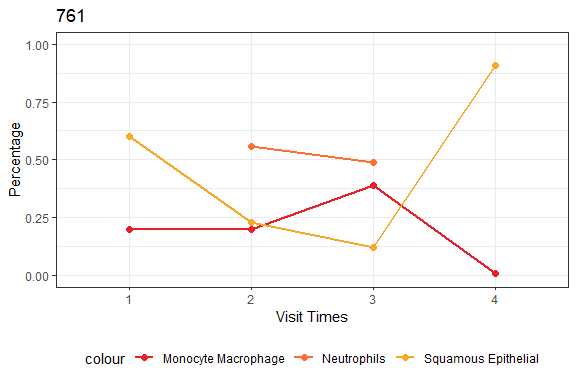 761
1.00
0.75
0.50
0.25
0.00
Percentage
1 2 3 4
Visit Times
colour Monocyte Macrophage Neutrophils Squamous Epithelial